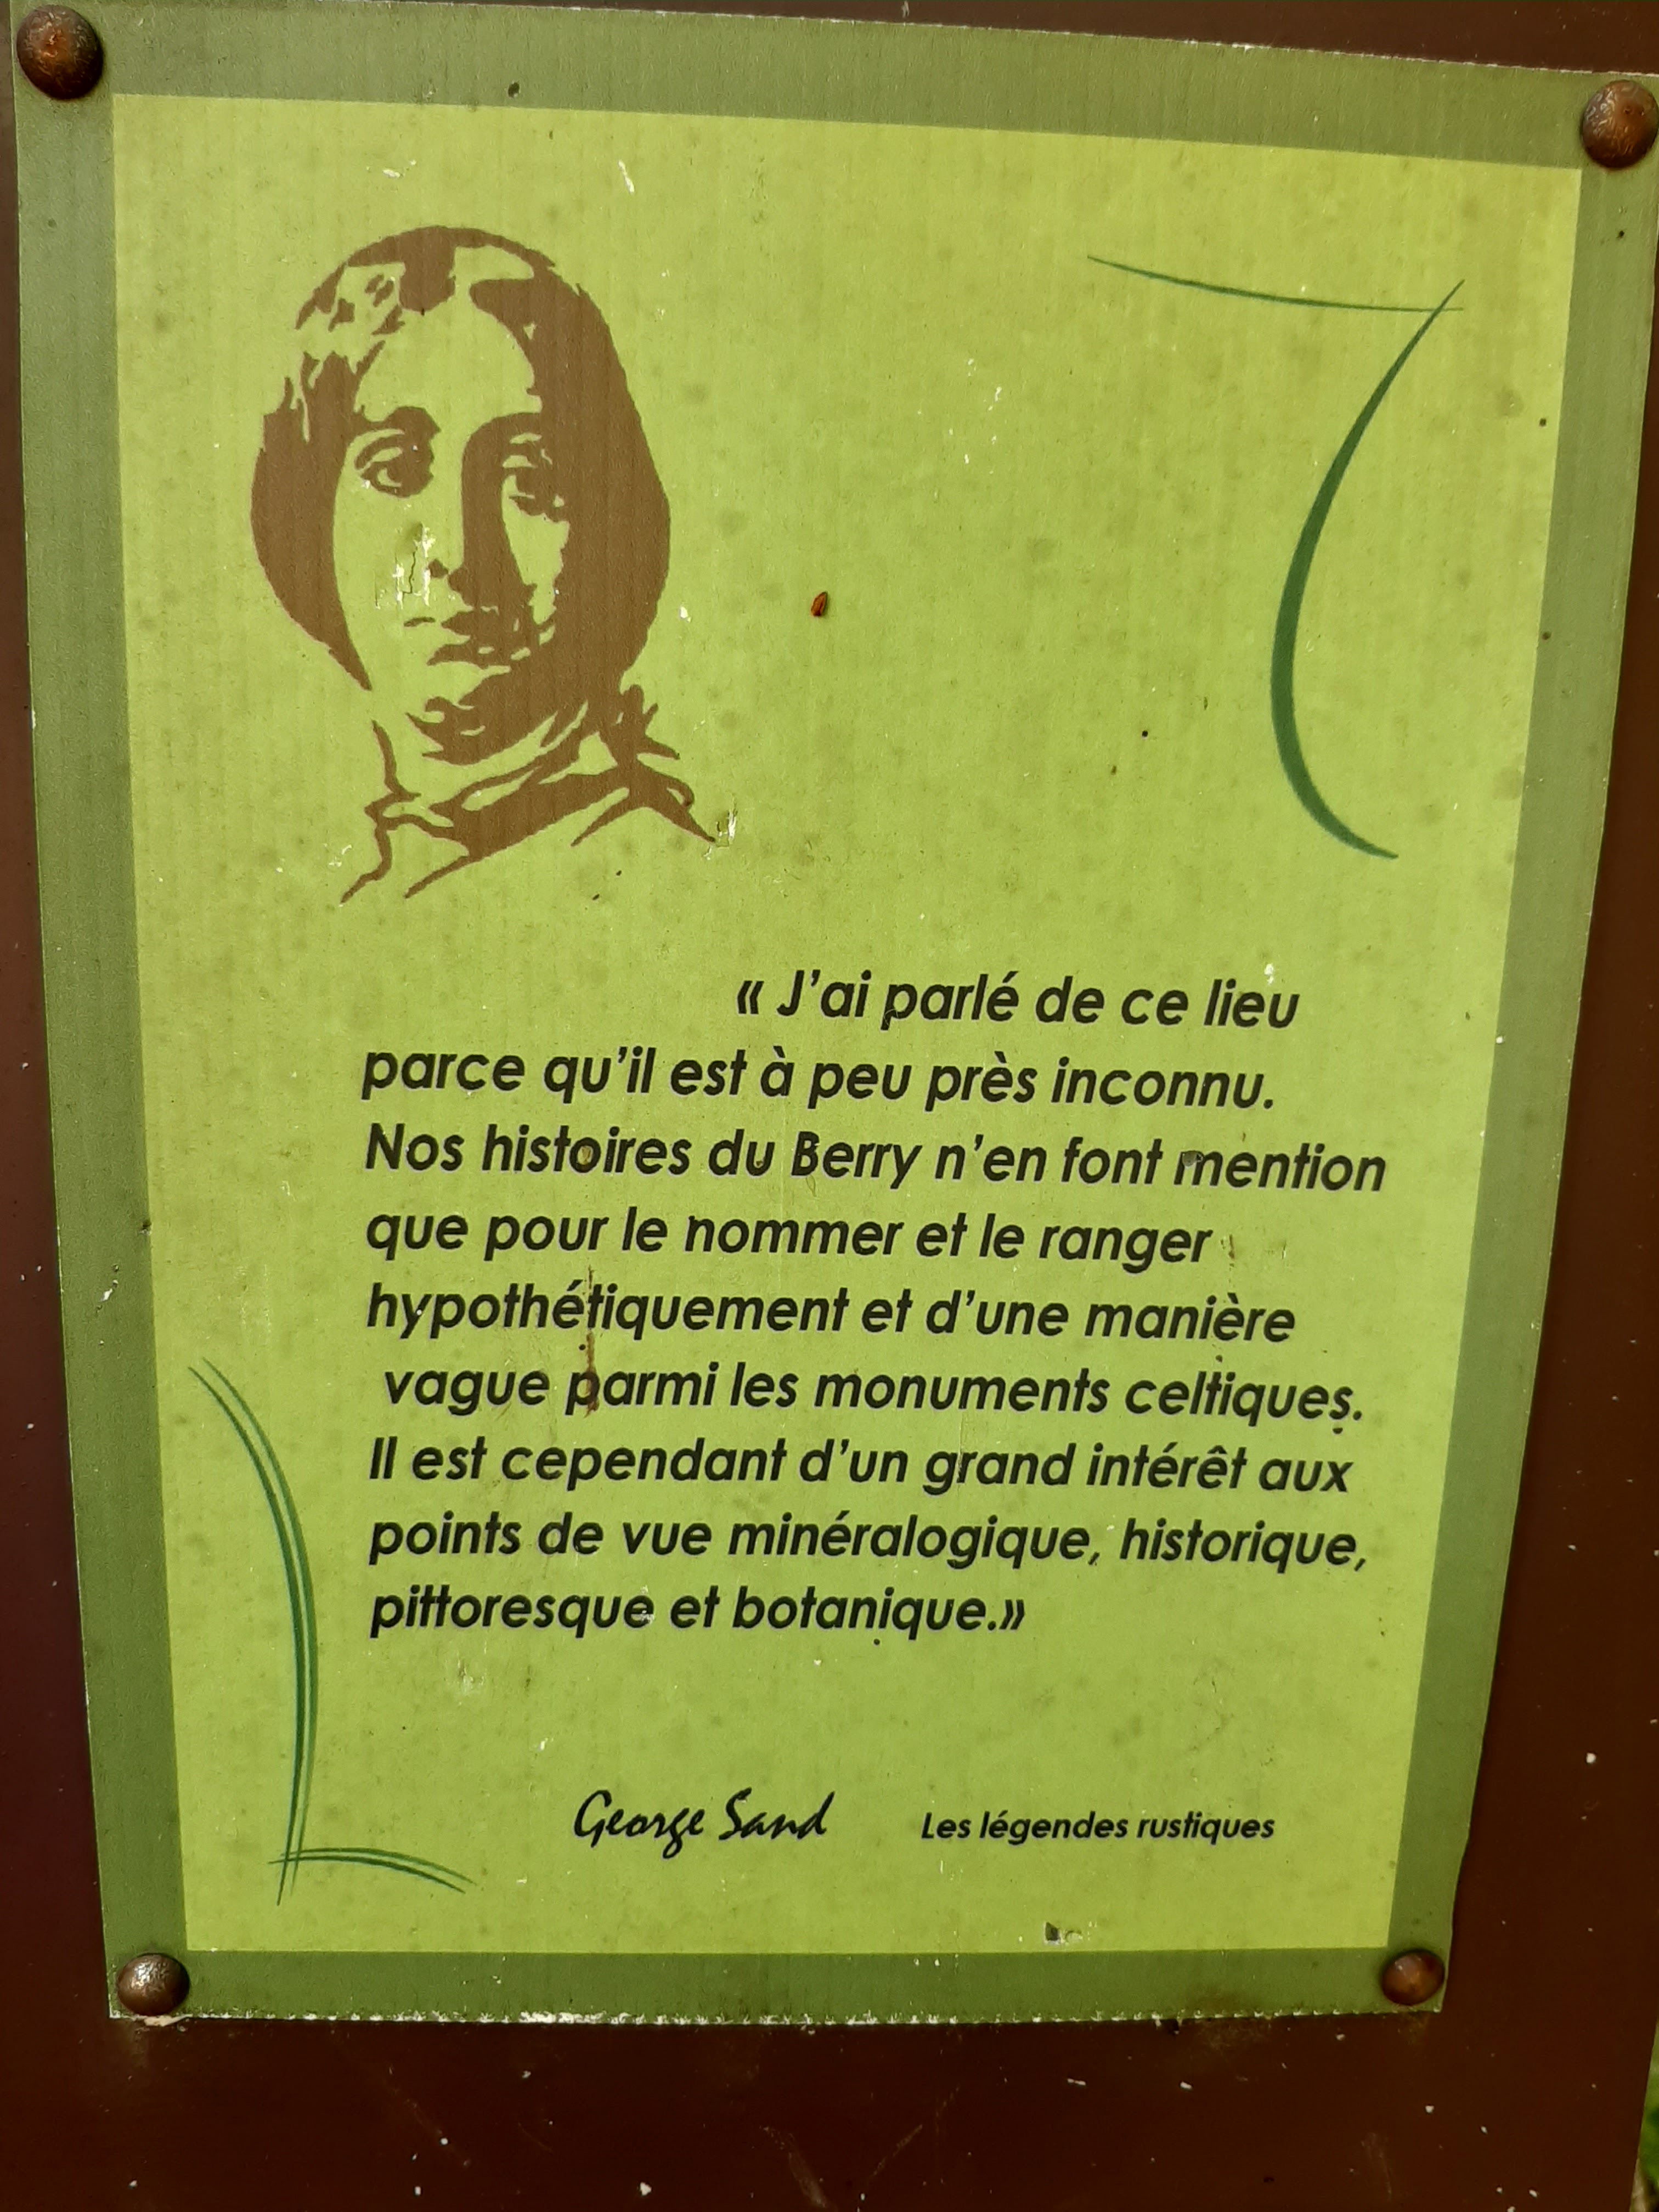 « J’ai parlé de ce lieu
parce qu’il est à peu près inconnu.
Nos histoires du Berry n’en font mention
que pour le nommer et le ranger
hypothétiquement et d’une manière
vague parmi les monuments celtiques.
Il est cependant d’un grand intérêt aux
points de vue minéralogique, historique,
pittoresque et botanique.»
George Sand Les légendes rustiques